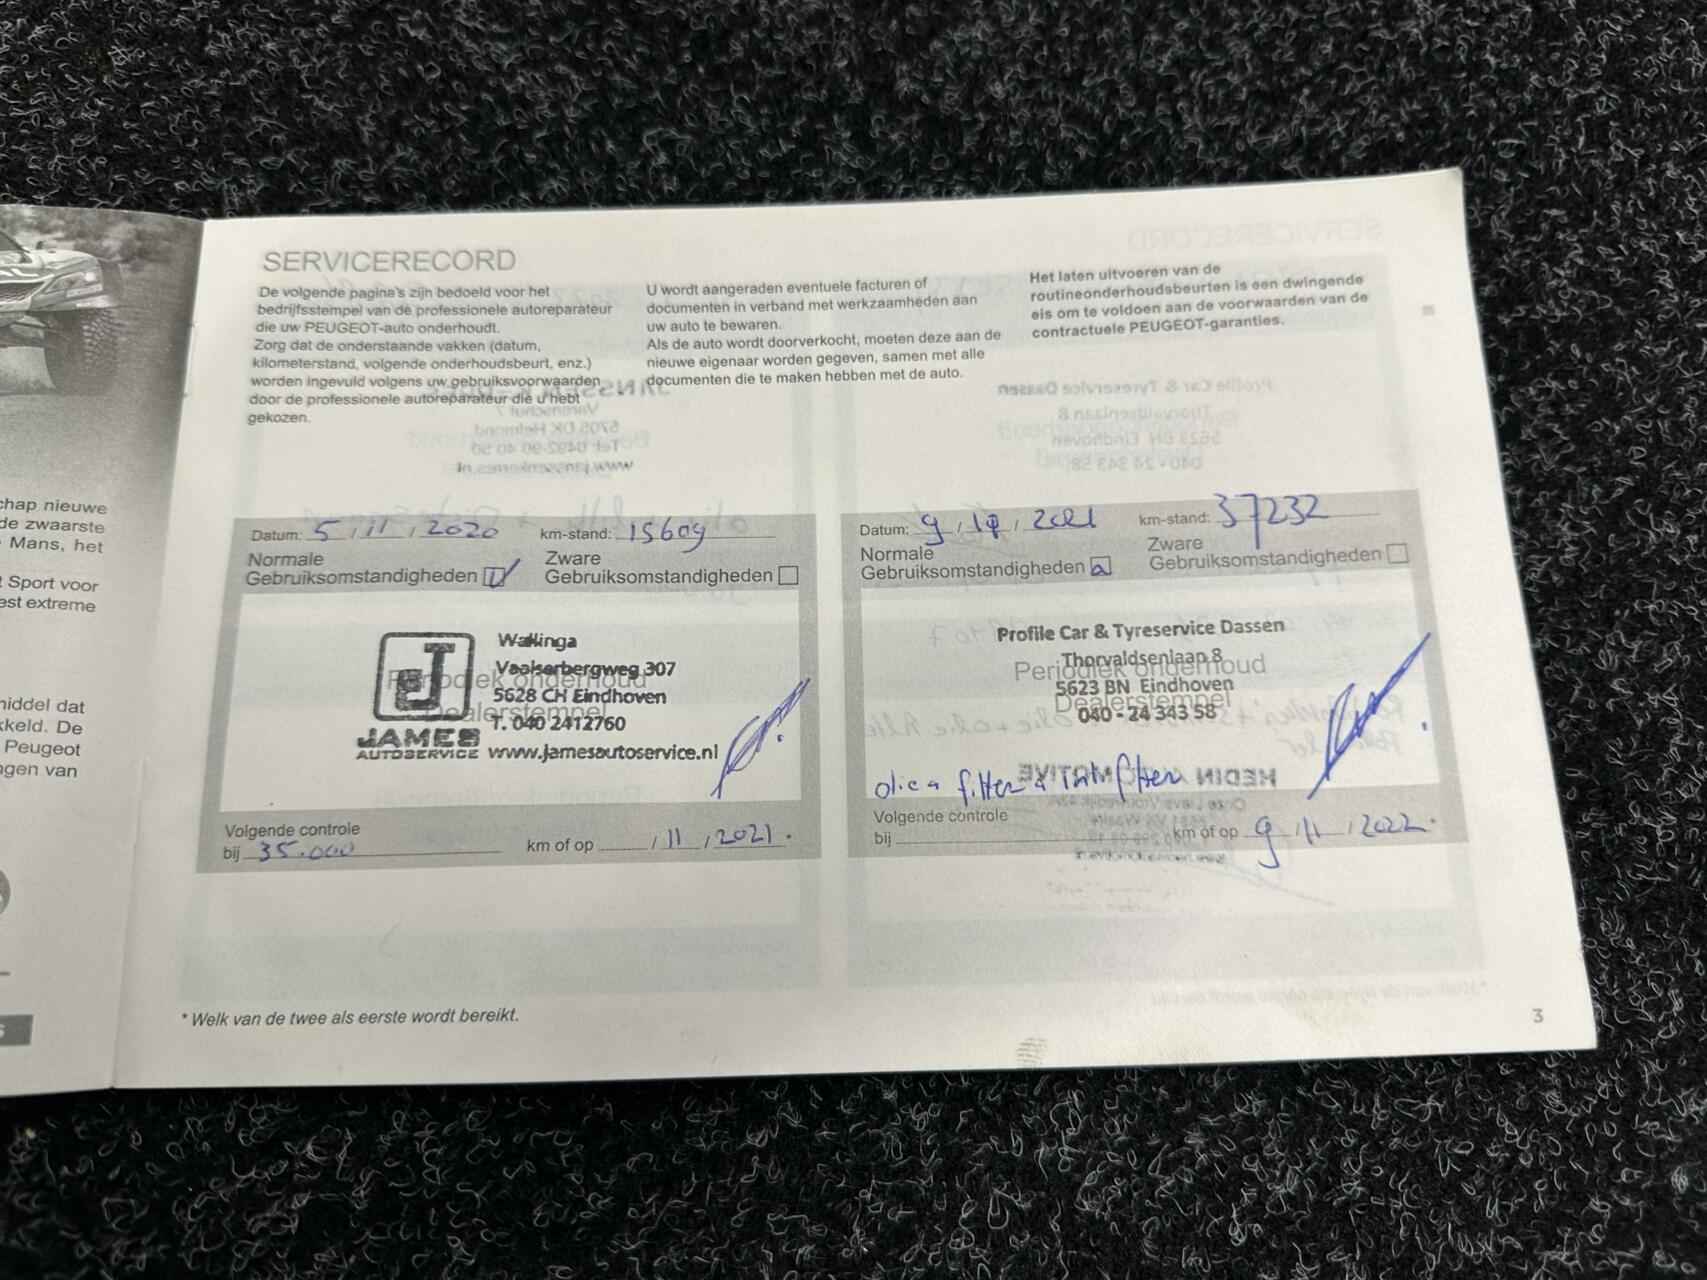 chap nieuwe
de zwaarste
Mans, het
t Sport voor
est extreme
middel dat
kkeld. De
Peugeot
ngen van
SERVICERECORD
De volgende pagina's zijn bedoeld voor het
bedrijfsstempel van de professionele autoreparateur
die uw PEUGEOT-auto onderhoudt.
Zorg dat de onderstaande vakken (datum,
kilometerstand, volgende onderhoudsbeurt, enz.)
worden ingevuld volgens uw gebruiksvoorwaarden
door de professionele autoreparateur die u hebt
gekozen.
U wordt aangeraden eventuele facturen of
documenten in verband met werkzaamheden aan
uw auto te bewaren.
Als de auto wordt doorverkocht, moeten deze aan de
nieuwe eigenaar worden gegeven, samen met alle
documenten die te maken hebben met de auto.
Het laten uitvoeren van de
routineonderhoudsbeurten is een dwingende
eis om te voldoen aan de voorwaarden van de
contractuele PEUGEOT-garanties.
Datum: 5 / 11 / 2020 km-stand: 15609
Normale
Gebruiksomstandigheden
Zware
Gebruiksomstandigheden
Periodiek onderhoud
Dealerstempel
JAMES
AUTOSERVICE
Wallinga
Vaalserbergweg 307
5628 CH Eindhoven
T. 040 2412760
www.jamesautoservice.nl
Volgende controle
bij 35.000 km of op / 11 / 2021.
Datum: 9 / / 2021 km-stand: 37232
Normale
Gebruiksomstandigheden
Zware
Gebruiksomstandigheden
Profile Car & Tyreservice Dassen
Thorvaldsenlaan 8
Periodiek onderhoud
5623 BN Eindhoven
Dealerstempel
040 - 24 343 58
olie + filter
Volgende controle
bij km of op 9 / 11 / 2022.
* Welk van de twee als eerste wordt bereikt.
3